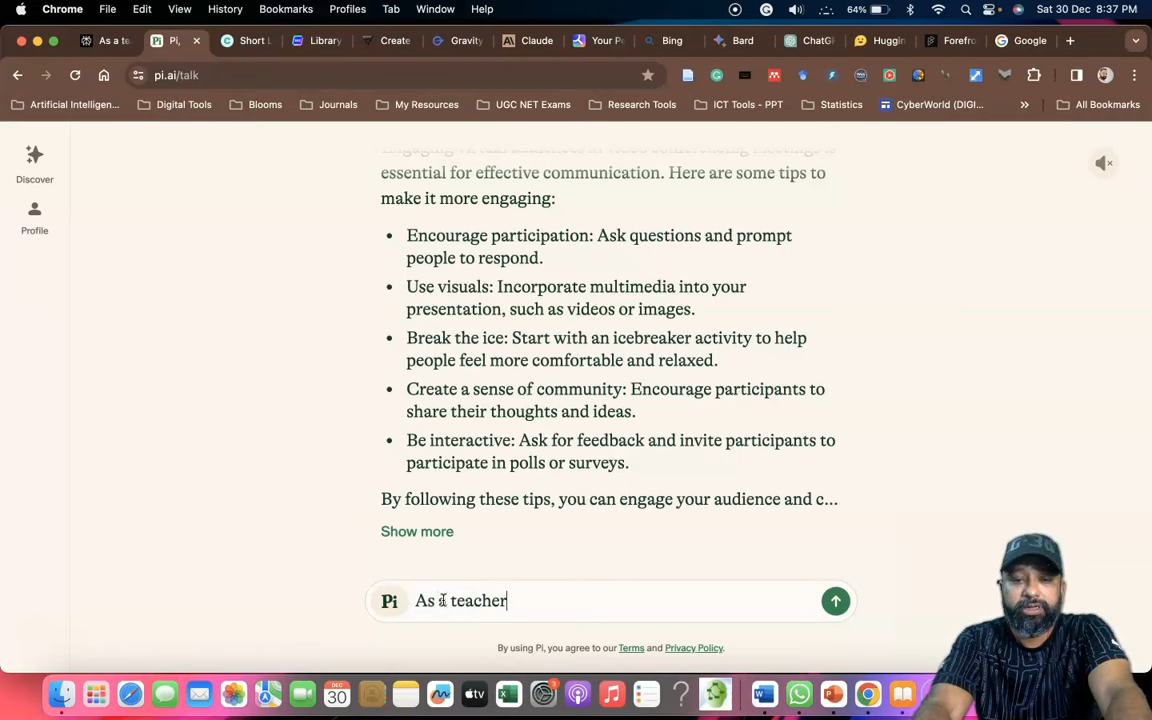 Chrome File Edit View History Bookmarks Profiles Tab Window Help 64% Sat 30 Dec 8:37 PM
As a te Pi, Short L Library Create Gravity Claude Your P Bing Bard ChatG Huggin Forefro Google
pi.ai/talk
Artificial Intelligen... Digital Tools Blooms Journals My Resources UGC NET Exams Research Tools ICT Tools - PPT Statistics CyberWorld (DIGI... All Bookmarks
Discover
Profile
essential for effective communication. Here are some tips to
make it more engaging:
• Encourage participation: Ask questions and prompt
people to respond.
• Use visuals: Incorporate multimedia into your
presentation, such as videos or images.
• Break the ice: Start with an icebreaker activity to help
people feel more comfortable and relaxed.
• Create a sense of community: Encourage participants to
share their thoughts and ideas.
• Be interactive: Ask for feedback and invite participants to
participate in polls or surveys.
By following these tips, you can engage your audience and c...
Show more
Pi As a teacher
By using Pi, you agree to our Terms and Privacy Policy.